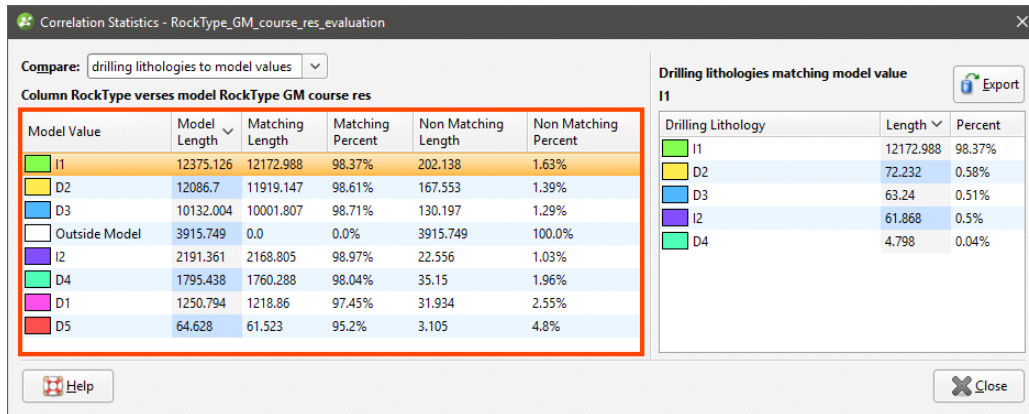 Correlation Statistics - RockType_GM_course_res_evaluation
Compare: drilling lithologies to model values
Column RockType verses model RockType GM course res
Model Value Model Length Matching Length Matching Percent Non Matching Length Non Matching Percent
I1 12375.126 12172.988 98.37% 202.138 1.63%
D2 12086.7 11919.147 98.61% 167.553 1.39%
D3 10132.004 10001.807 98.71% 130.197 1.29%
Outside Model 3915.749 0.0 0.0% 3915.749 100.0%
I2 2191.361 2168.805 98.97% 22.556 1.03%
D4 1795.438 1760.288 98.04% 35.15 1.96%
D1 1250.794 1218.86 97.45% 31.934 2.55%
D5 64.628 61.523 95.2% 3.105 4.8%
Drilling lithologies matching model value
I1
Export
Drilling Lithology Length Percent
I1 12172.988 98.37%
D2 72.232 0.58%
D3 63.24 0.51%
I2 61.868 0.5%
D4 4.798 0.04%
Help
Close